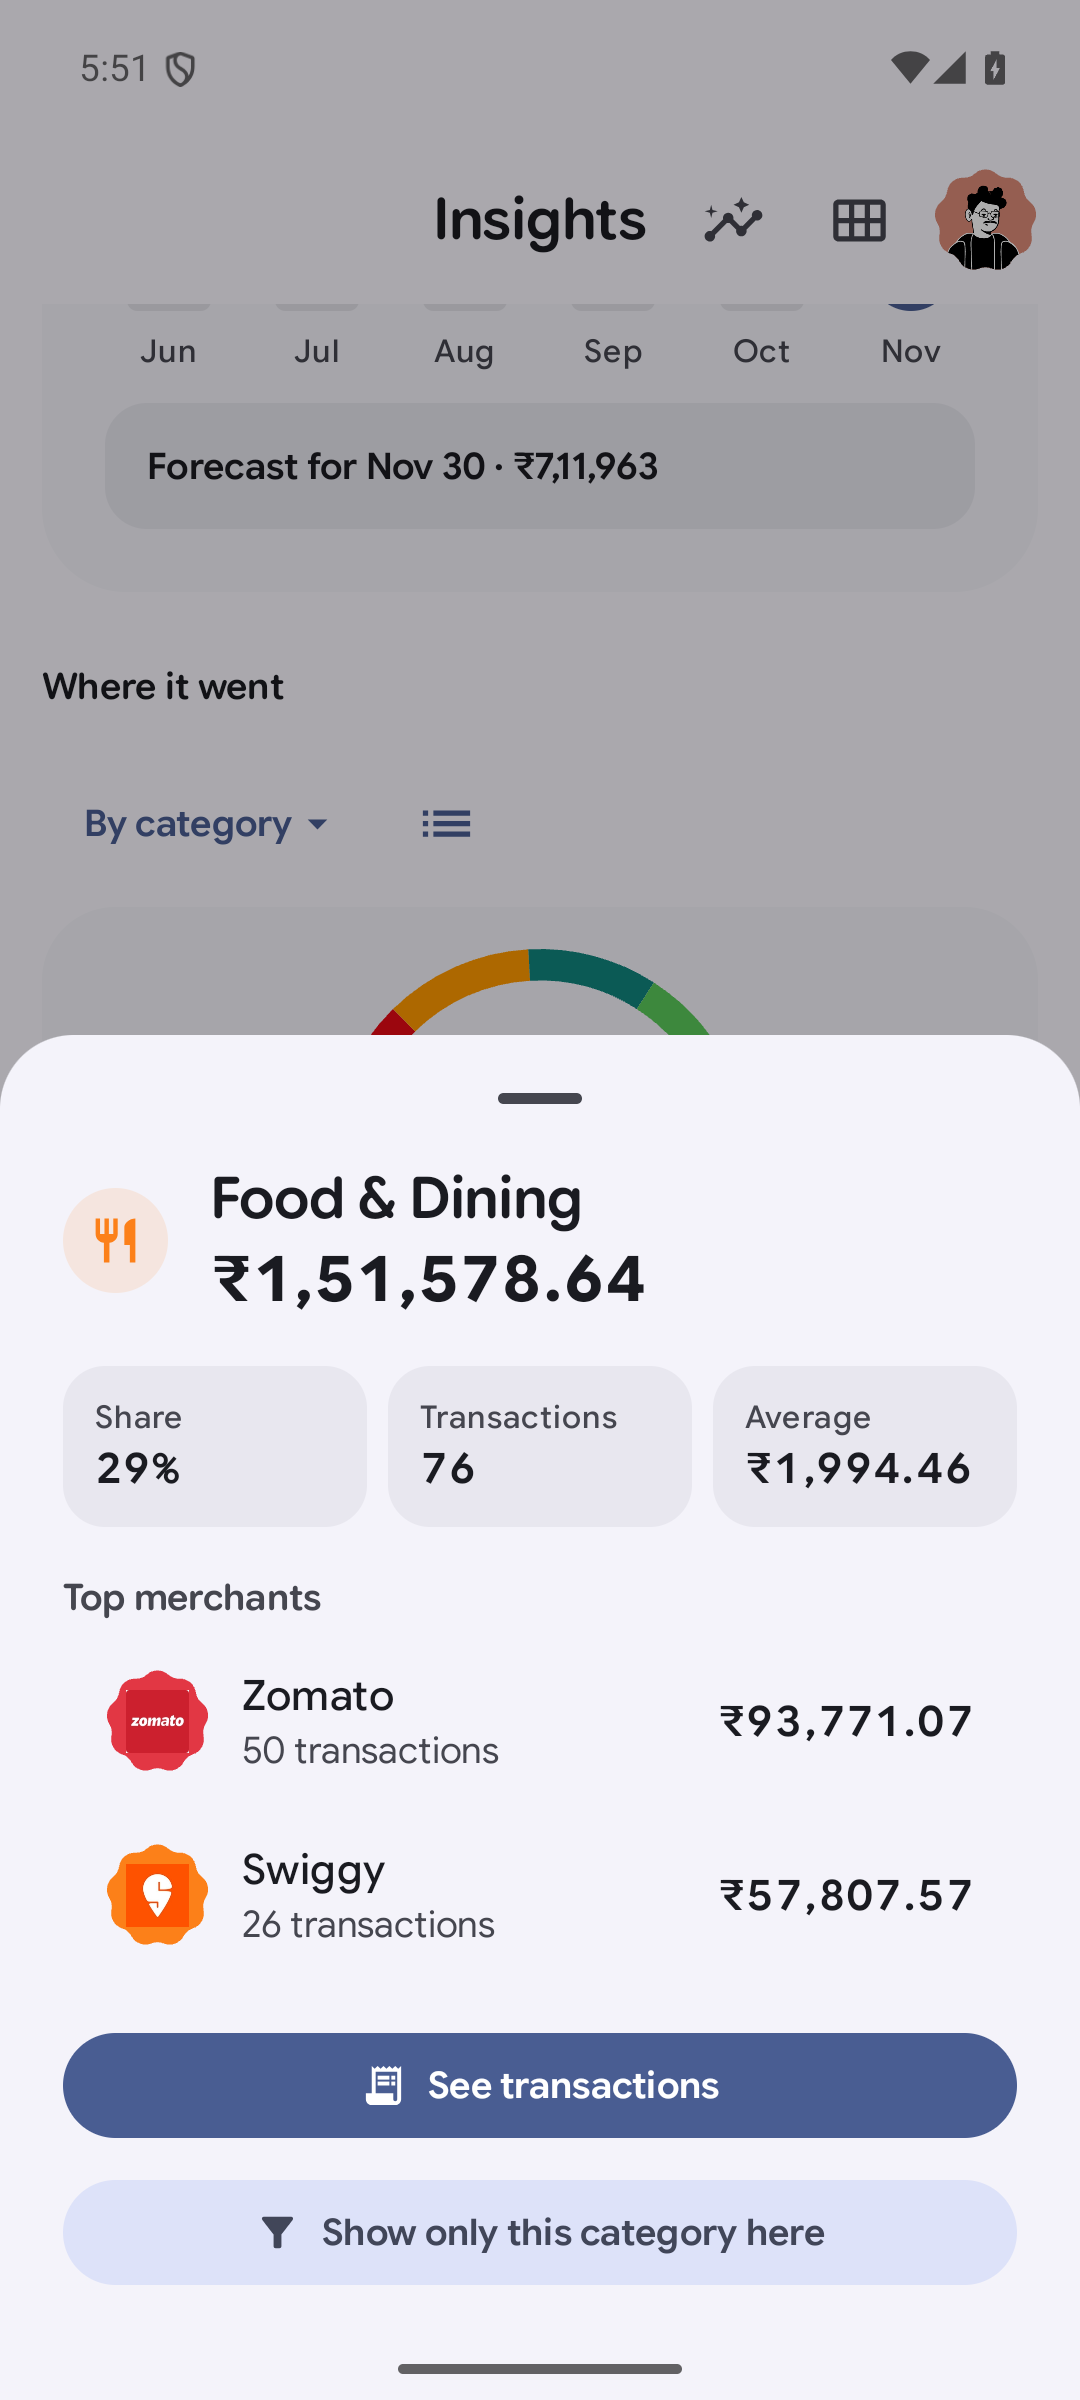 5:51
Insights
Jun Jul Aug Sep Oct Nov
Forecast for Nov 30 · ₹7,11,963
Where it went
By category
Food & Dining
₹1,51,578.64
Share Transactions Average
29% 76 ₹1,994.46
Top merchants
zomato
Zomato
50 transactions
₹93,771.07
Swiggy
26 transactions
₹57,807.57
See transactions
Show only this category here